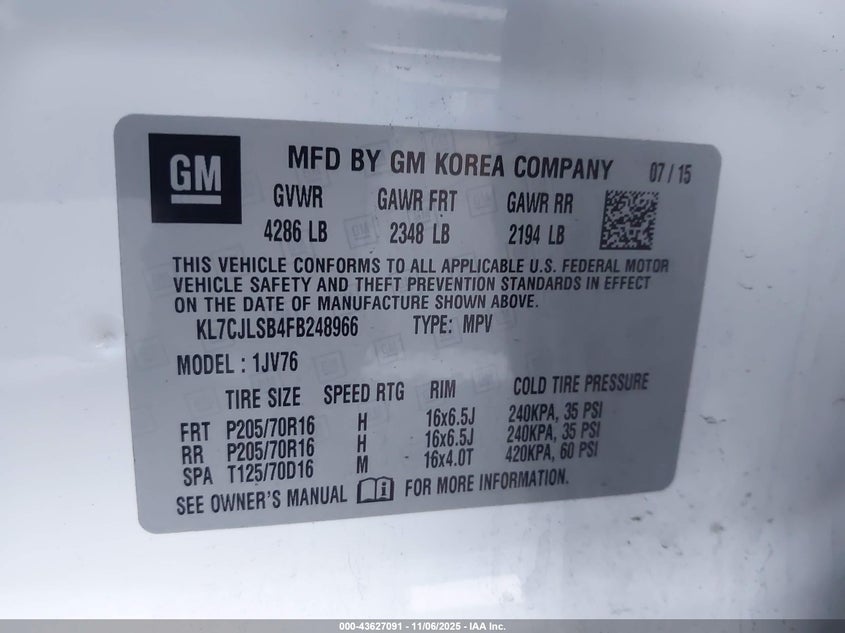 GM MFD BY GM KOREA COMPANY 07/15
GVWR GAWR FRT GAWR RR
4286 LB 2348 LB 2194 LB
THIS VEHICLE CONFORMS TO ALL APPLICABLE U.S. FEDERAL MOTOR
VEHICLE SAFETY AND THEFT PREVENTION STANDARDS IN EFFECT
ON THE DATE OF MANUFACTURE SHOWN ABOVE.
KL7CJLSB4FB248966 TYPE: MPV
MODEL : 1JV76
TIRE SIZE SPEED RTG RIM COLD TIRE PRESSURE
FRT P205/70R16 H 16x6.5J 240KPA, 35 PSI
RR P205/70R16 H 16x6.5J 240KPA, 35 PSI
SPA T125/70D16 M 16x4.0T 420KPA, 60 PSI
SEE OWNER'S MANUAL FOR MORE INFORMATION.
000-43627091 - 11/06/2025 - IAA Inc.